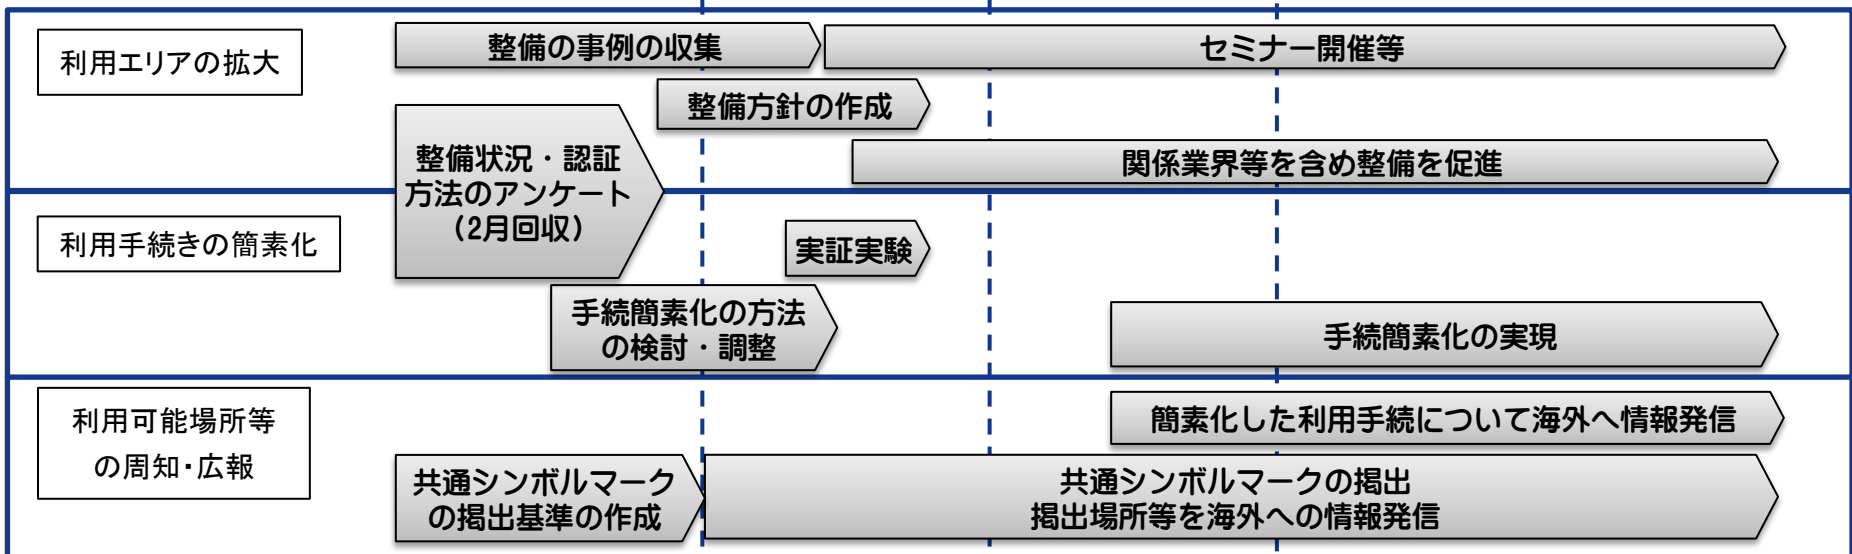 利用エリアの拡大
整備の事例の収集
セミナー開催等
整備方針の作成
整備状況・認証
方法のアンケート
(2月回収)
関係業界等を含め整備を促進
利用手続きの簡素化
実証実験
手続簡素化の方法
の検討・調整
手続簡素化の実現
利用可能場所等
の周知・広報
簡素化した利用手続について海外へ情報発信
共通シンボルマーク
の掲出基準の作成
共通シンボルマークの掲出
掲出場所等を海外への情報発信